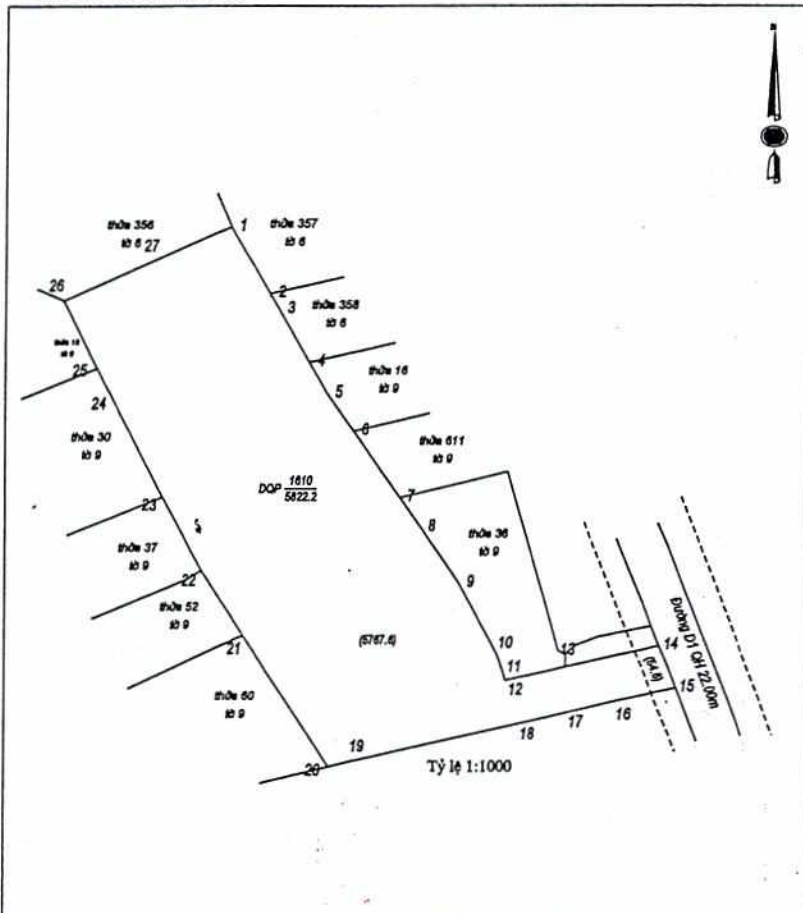 N
thửa 356
tờ 6
27
1
thửa 357
tờ 6
26
2
3
thửa 358
tờ 6
25
4
24
5
thửa 16
tờ 9
6
thửa 30
tờ 9
thửa 611
tờ 9
7
DQP 1610
5822.2
23
8
thửa 36
tờ 9
thửa 37
tờ 9
22
9
thửa 52
tờ 9
21
(5767.6)
10
11
12
13
14
(54.6)
15
Đường D1 QH 22.00m
thửa 60
tờ 9
16
17
18
19
20
Tỷ lệ 1:1000